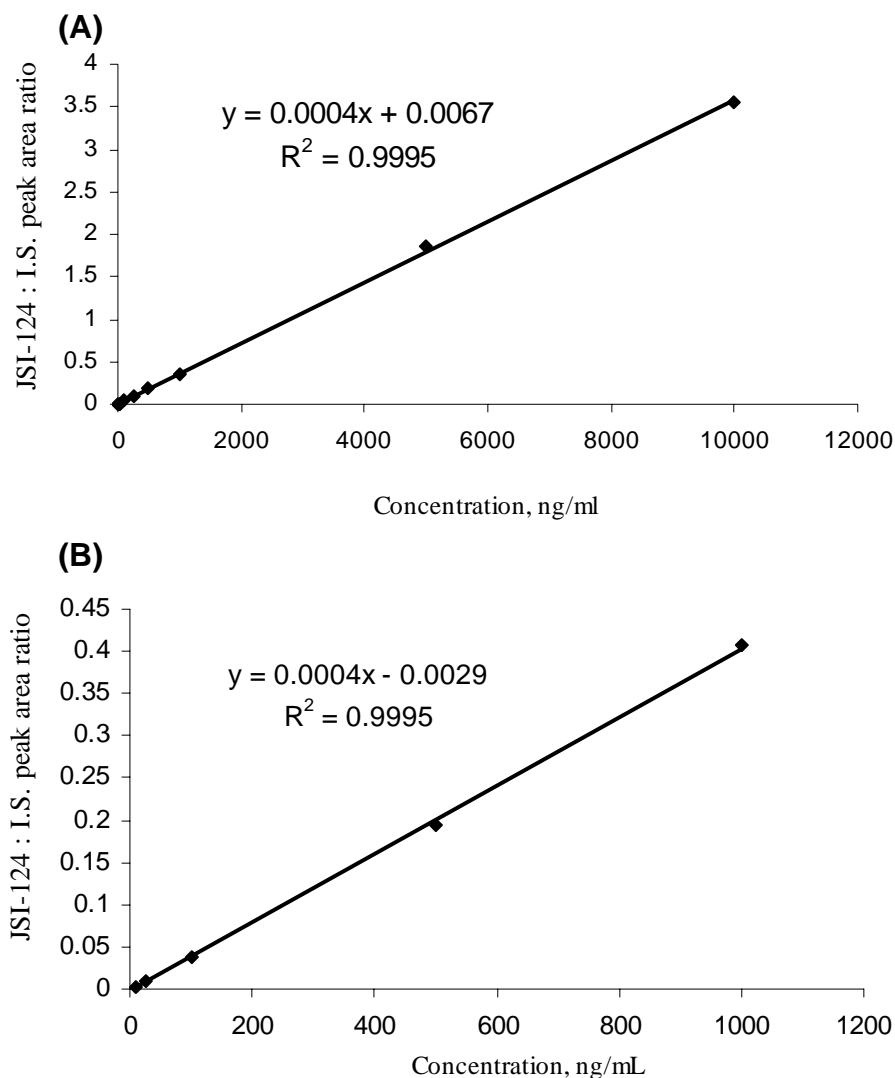 (A)
4
3.5
3
2.5
2
1.5
1
0.5
0
JSI-124 : I.S. peak area ratio
y = 0.0004x + 0.0067
R² = 0.9995
0 2000 4000 6000 8000 10000 12000
Concentration, ng/ml
(B)
0.45
0.4
0.35
0.3
0.25
0.2
0.15
0.1
0.05
0
JSI-124 : I.S. peak area ratio
y = 0.0004x - 0.0029
R² = 0.9995
0 200 400 600 800 1000 1200
Concentration, ng/mL